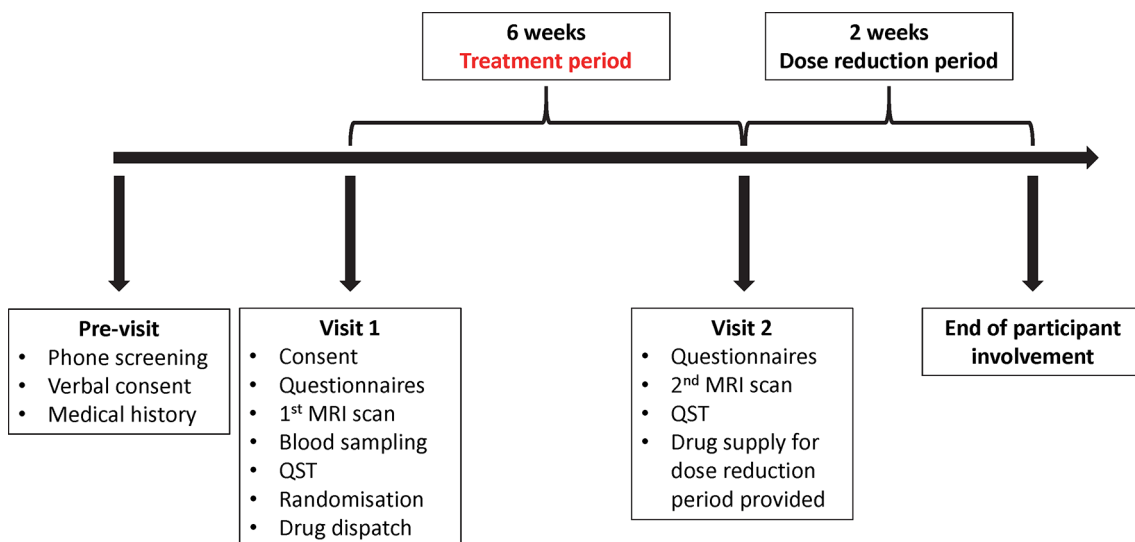 6 weeks
Treatment period
2 weeks
Dose reduction period
Pre-visit
• Phone screening
• Verbal consent
• Medical history
Visit 1
• Consent
• Questionnaires
• 1st MRI scan
• Blood sampling
• QST
• Randomisation
• Drug dispatch
Visit 2
• Questionnaires
• 2nd MRI scan
• QST
• Drug supply for
dose reduction
period provided
End of participant
involvement